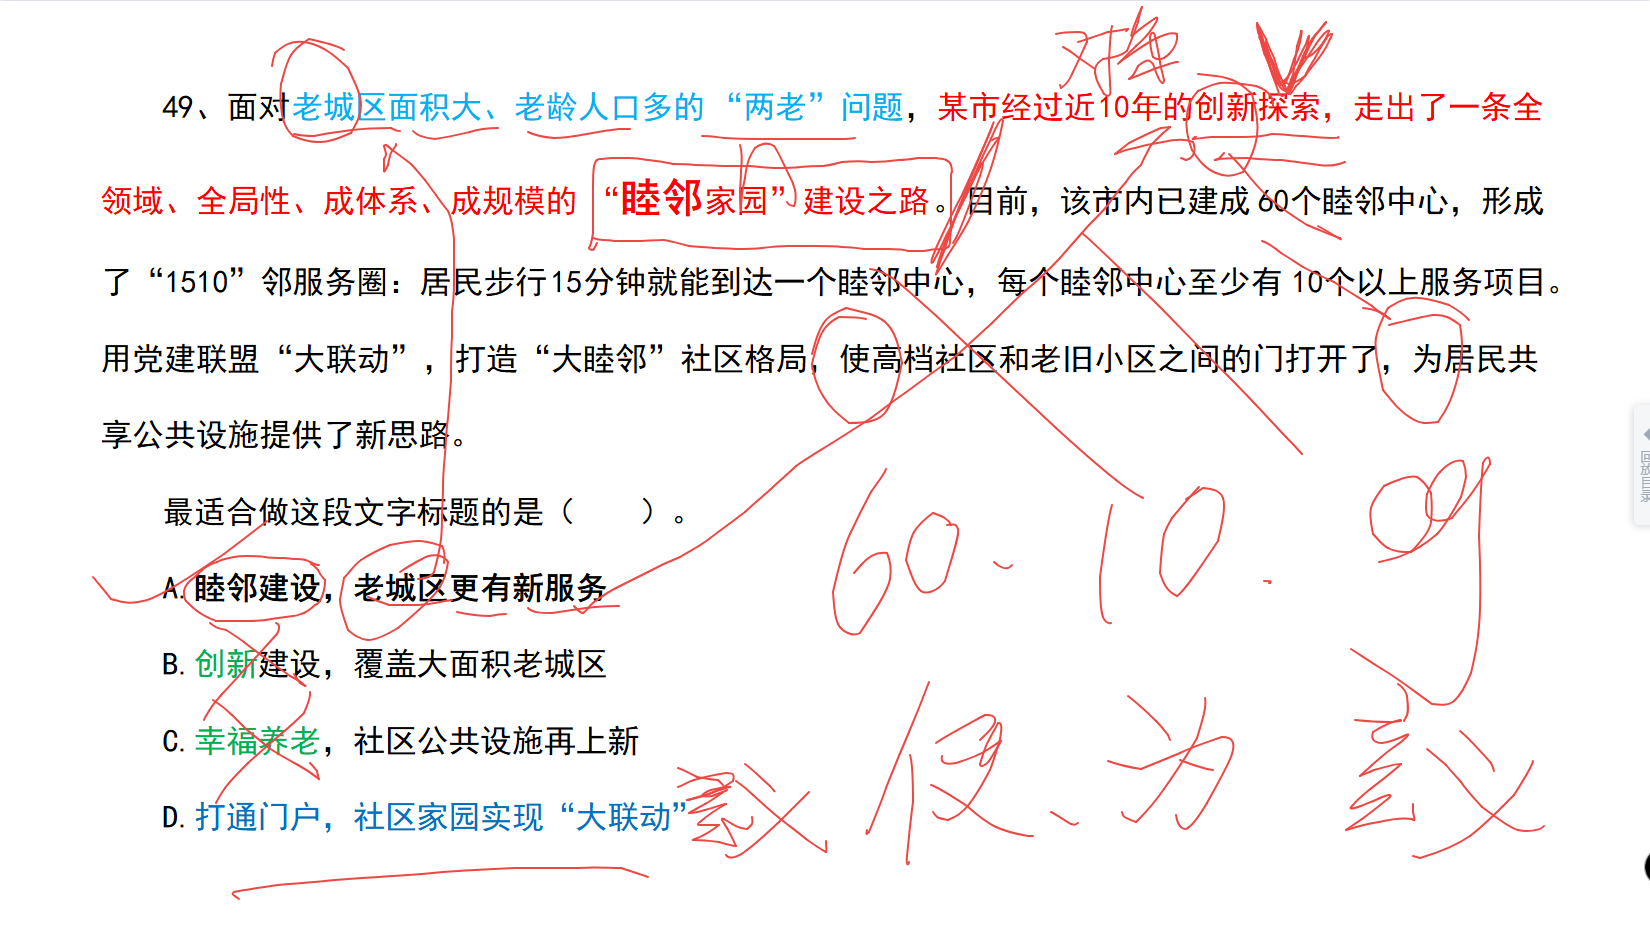 对策
49、面对老城区面积大、老龄人口多的“两老”问题，某市经过近10年的创新探索，走出了一条全
领域、全局性、成体系、成规模的“睦邻家园”建设之路。目前，该市内已建成60个睦邻中心，形成
了“1510”邻服务圈：居民步行15分钟就能到达一个睦邻中心，每个睦邻中心至少有10个以上服务项目。
用党建联盟“大联动”，打造“大睦邻”社区格局，使高档社区和老旧小区之间的门打开了，为居民共
享公共设施提供了新思路。
最适合做这段文字标题的是（　　）。
A.睦邻建设，老城区更有新服务
B.创新建设，覆盖大面积老城区
C.幸福养老，社区公共设施再上新
D.打通门户，社区家园实现“大联动”
60、10.
使、为
回放目录